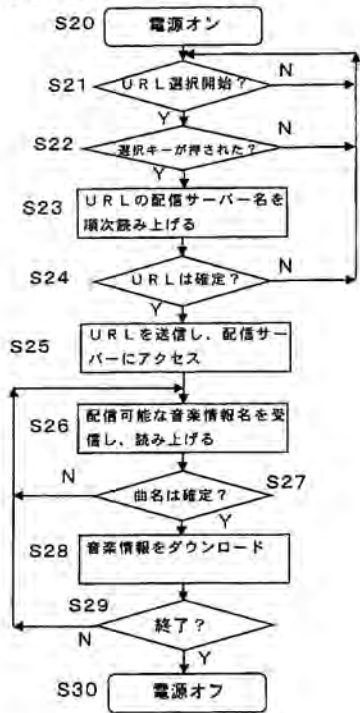 S20
電源オン
S21
URL選択開始?
N
Y
S22
選択キーが押された?
N
Y
S23
URLの配信サーバー名を
順次読み上げる
S24
URLは確定?
N
Y
S25
URLを送信し、配信サー
バーにアクセス
S26
配信可能な音楽情報名を受
信し、読み上げる
N
曲名は確定?
S27
Y
S28
音楽情報をダウンロード
S29
終了?
N
Y
S30
電源オフ